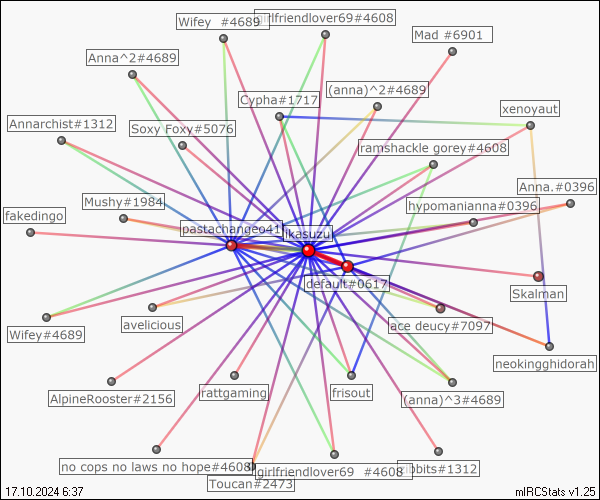 Wifey #4689
girlfriendlover69#4608
Mad #6901
Anna^2#4689
(anna)^2#4689
Cypha#1717
xenoyaut
Annarchist#1312
Soxy Foxy#5076
ramshackle gorey#4608
Anna.#0396
Mushy#1984
hypomanianna#0396
fakedingo
pastachangeo41
likasuzui
default#0617
Skalman
avelicious
ace deucy#7097
Wifey#4689
neokingghidorah
AlpineRooster#2156
rattgaming
frisout
(anna)^3#4689
no cops no laws no hope#4608
girlfriendlover69 #4608
#1312
Toucan#2473
17.10.2024 6:37
mIRCStats v1.25